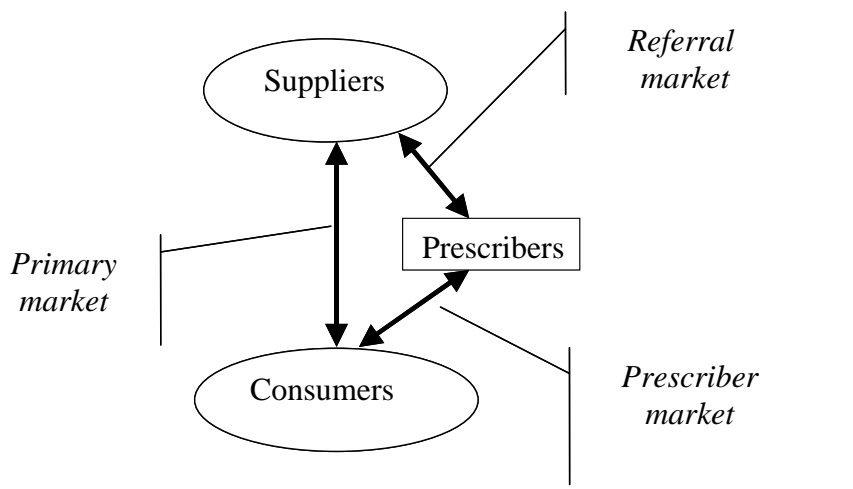 Referral
market
Suppliers
Prescribers
Primary
market
Consumers
Prescriber
market